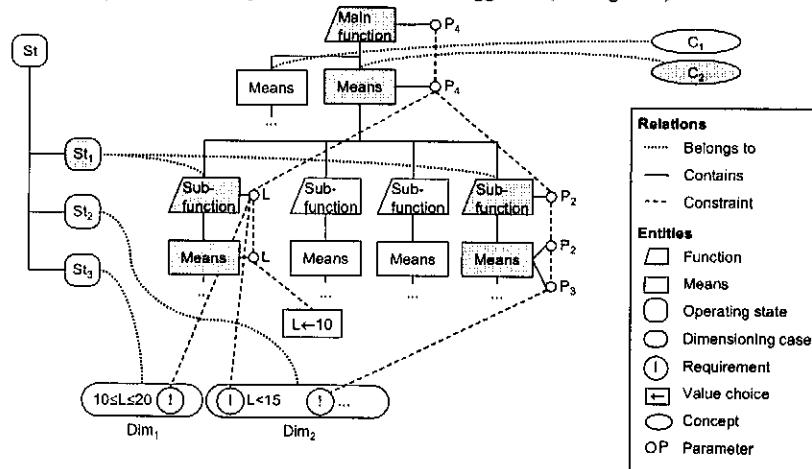 Main
function
P4
C1
C2
Means
Means
P4
...
...
St
St1
St2
St3
Sub-
function
L
Sub-
function
Sub-
function
Sub-
function
P2
Means
L
Means
Means
Means
P2
P3
...
...
...
...
L←10
10≤L≤20 !
! L<15
! ...
Dim1
Dim2
Relations
Belongs to
Contains
Constraint
Entities
Function
Means
Operating state
Dimensioning case
! Requirement
← Value choice
Concept
P Parameter